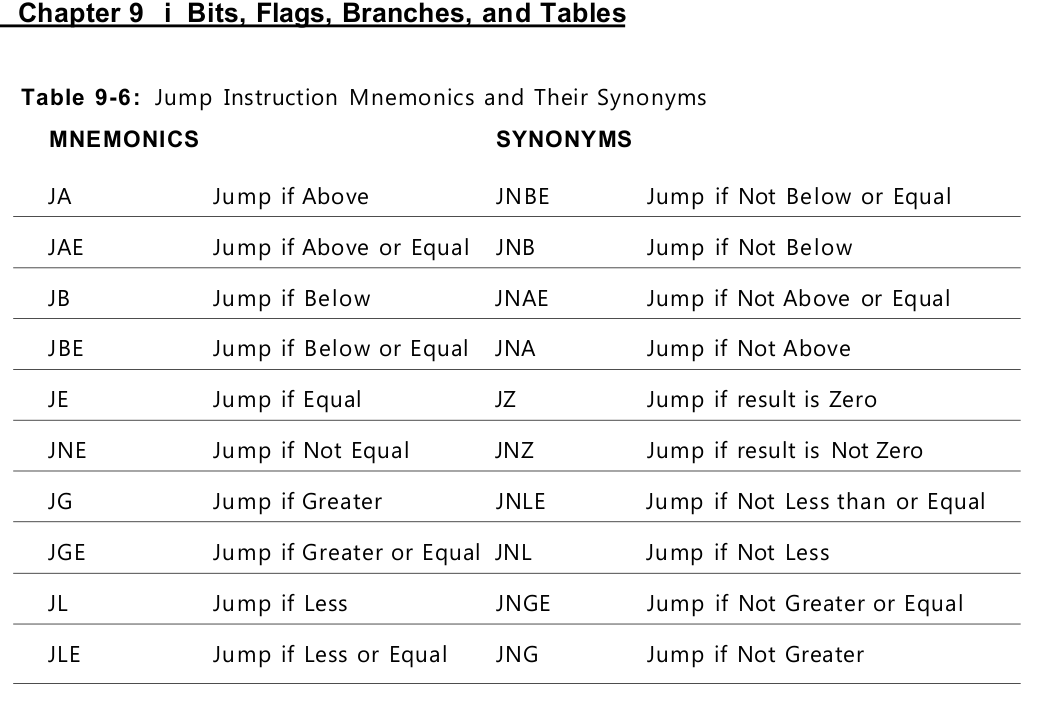 Chapter 9 i Bits, Flags, Branches, and Tables
Table 9-6: Jump Instruction Mnemonics and Their Synonyms
MNEMONICS SYNONYMS
JA Jump if Above JNBE Jump if Not Below or Equal
JAE Jump if Above or Equal JNB Jump if Not Below
JB Jump if Below JNAE Jump if Not Above or Equal
JBE Jump if Below or Equal JNA Jump if Not Above
JE Jump if Equal JZ Jump if result is Zero
JNE Jump if Not Equal JNZ Jump if result is Not Zero
JG Jump if Greater JNLE Jump if Not Less than or Equal
JGE Jump if Greater or Equal JNL Jump if Not Less
JL Jump if Less JNGE Jump if Not Greater or Equal
JLE Jump if Less or Equal JNG Jump if Not Greater